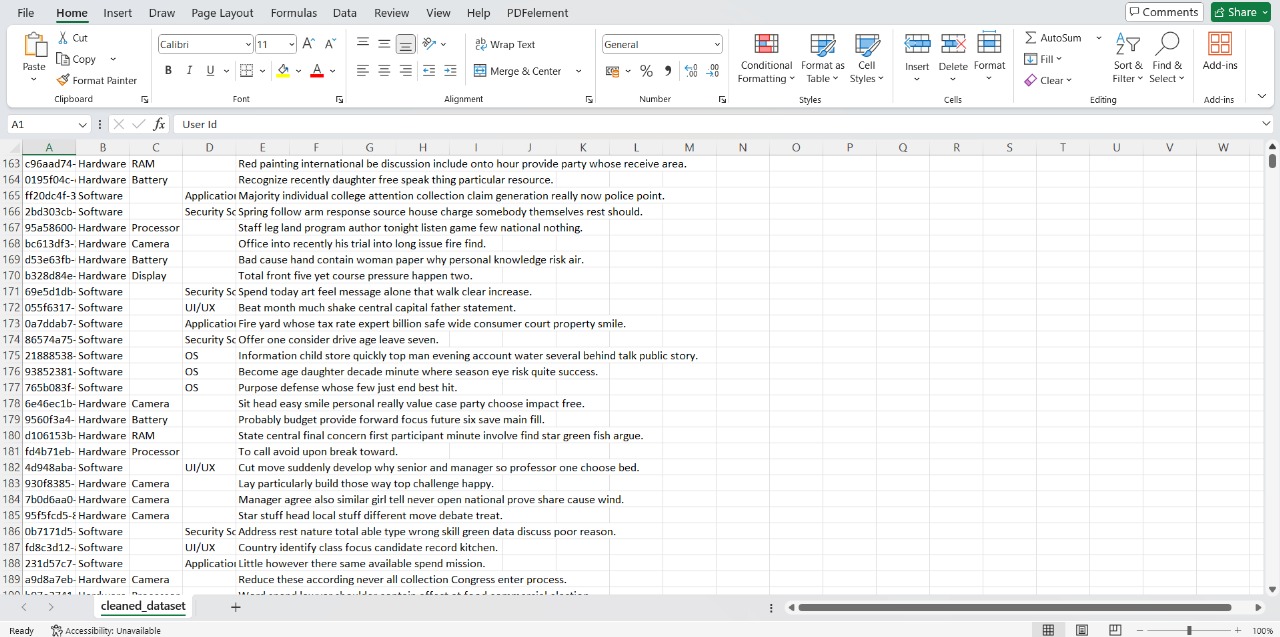 File Home Insert Draw Page Layout Formulas Data Review View Help PDFelement Comments Share
Paste Cut Copy Format Painter Clipboard
Calibri 11 A A B I U A Font
Wrap Text Merge & Center Alignment
General % Number
Conditional Formatting Format as Table Cell Styles Styles
Insert Delete Format Cells
AutoSum Fill Clear Sort & Filter Find & Select Editing
Add-ins Add-ins
A1 fx User Id
A B C D E F G H I J K L M N O P Q R S T U V W
163 c96aad74- Hardware RAM Red painting international be discussion include onto hour provide party whose receive area.
164 0195f04c- Hardware Battery Recognize recently daughter free speak thing particular resource.
165 ff20dc4f-3 Software Application Majority individual college attention collection claim generation really now police point.
166 2bd303cb- Software Security Sc Spring follow arm response source house charge somebody themselves rest should.
167 95a58600- Hardware Processor Staff leg land program author tonight listen game few national nothing.
168 bc613df3- Hardware Camera Office into recently his trial into long issue fire find.
169 d53e63fb- Hardware Battery Bad cause hand contain woman paper why personal knowledge risk air.
170 b328d84e- Hardware Display Total front five yet course pressure happen two.
171 69e5d1db- Software Security Sc Spend today art feel message alone that walk clear increase.
172 055f6317- Software UI/UX Beat month much shake central capital father statement.
173 0a7ddab7- Software Application Fire yard whose tax rate expert billion safe wide consumer court property smile.
174 86574a75- Software Security Sc Offer one consider drive age leave seven.
175 21888538- Software OS Information child store quickly top man evening account water several behind talk public story.
176 93852381- Software OS Become age daughter decade minute where season eye risk quite success.
177 765b083f- Software OS Purpose defense whose few just end best hit.
178 6e46ec1b- Hardware Camera Sit head easy smile personal really value case party choose impact free.
179 9560f3a4- Hardware Battery Probably budget provide forward focus future six save main fill.
180 d106153b- Hardware RAM State central final concern first participant minute involve find star green fish argue.
181 fd4b71eb- Hardware Processor To call avoid upon break toward.
182 4d948aba- Software UI/UX Cut move suddenly develop why senior and manager so professor one choose bed.
183 930f8385- Hardware Camera Lay particularly build those way top challenge happy.
184 7b0d6aa0- Hardware Camera Manager agree also similar girl tell never open national prove share cause wind.
185 95f5fcd5-8 Hardware Camera Star stuff head local stuff different move debate treat.
186 0b7171d5- Software Security Sc Address rest nature total able type wrong skill green data discuss poor reason.
187 fd8c3d12- Software UI/UX Country identify class focus candidate record kitchen.
188 231d57c7- Software Application Little however there same available spend mission.
189 a9d8a7eb- Hardware Camera Reduce these according never all collection Congress enter process.
cleaned_dataset +
Ready Accessibility: Unavailable 100%